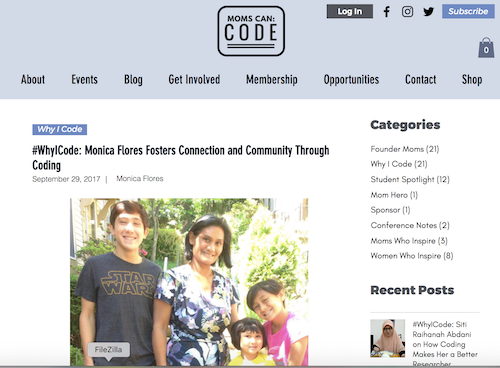 MOMS CAN:
CODE
Log In
Subscribe
0
About Events Blog Get Involved Membership Opportunities Contact Shop
Why I Code
#WhyICode: Monica Flores Fosters Connection and Community Through
Coding
September 29, 2017 | Monica Flores
STAR
WARS
FileZilla
Categories
Founder Moms (21)
Why I Code (21)
Student Spotlight (12)
Mom Hero (1)
Sponsor (1)
Conference Notes (2)
Moms Who Inspire (3)
Women Who Inspire (8)
Recent Posts
#WhyICode: Siti
Raihanah Abdani
on How Coding
Makes Her a Better
Researcher